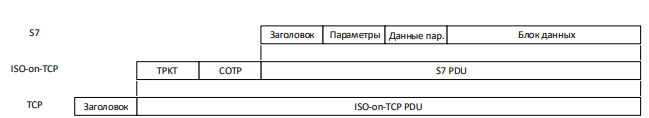 S7 Заголовок Параметры Данные пар. Блок данных
ISO-on-TCP TPKT COTP S7 PDU
TCP Заголовок ISO-on-TCP PDU